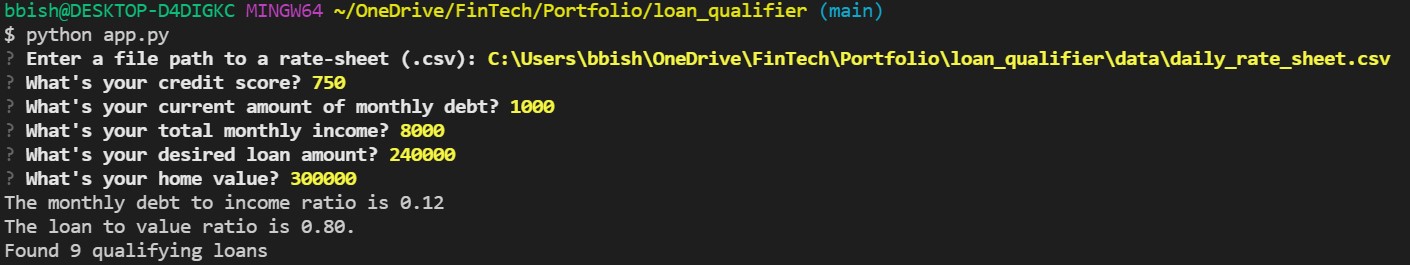 bbish@DESKTOP-D4DIGKC MINGW64 ~/OneDrive/FinTech/Portfolio/loan_qualifier (main)
$ python app.py
? Enter a file path to a rate-sheet (.csv): C:\Users\bbish\OneDrive\FinTech\Portfolio\loan_qualifier\data\daily_rate_sheet.csv
? What's your credit score? 750
? What's your current amount of monthly debt? 1000
? What's your total monthly income? 8000
? What's your desired loan amount? 240000
? What's your home value? 300000
The monthly debt to income ratio is 0.12
The loan to value ratio is 0.80.
Found 9 qualifying loans